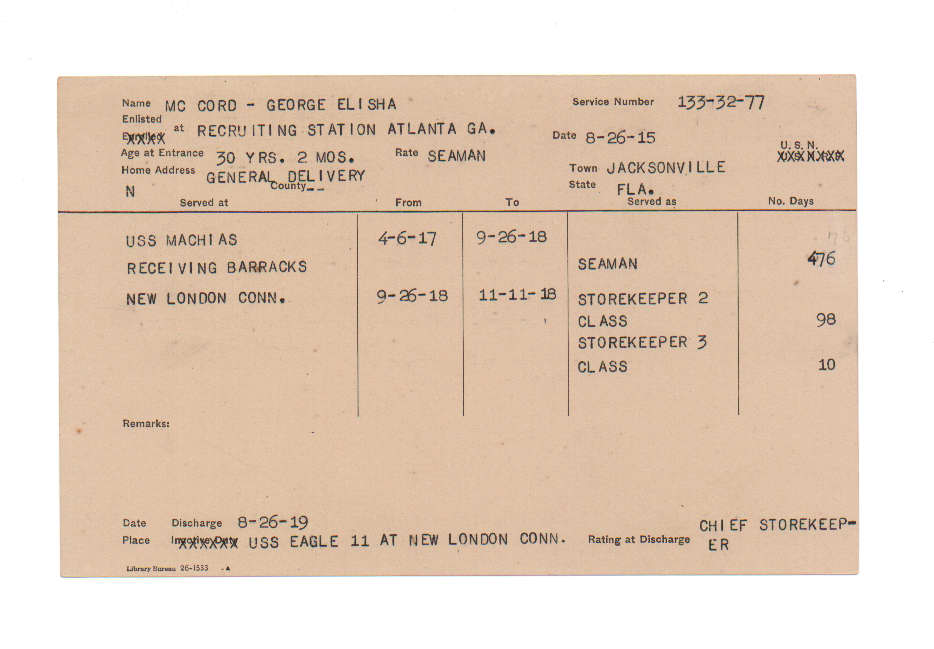 Name MC CORD - GEORGE ELISHA Service Number 133-32-77
Enlisted
at RECRUITING STATION ATLANTA GA. Date 8-26-15 U. S. N.
Age at Entrance 30 YRS. 2 MOS. Rate SEAMAN
Home Address GENERAL DELIVERY Town JACKSONVILLE
N County -- State FLA.
Served at From To Served as No. Days
USS MACHIAS 4-6-17 9-26-18
RECEIVING BARRACKS SEAMAN 476
NEW LONDON CONN. 9-26-18 11-11-18 STOREKEEPER 2
CLASS 98
STOREKEEPER 3
CLASS 10
Remarks:
Date Discharge 8-26-19 CHIEF STOREKEEP-
Place Inactive Duty USS EAGLE 11 AT NEW LONDON CONN. Rating at Discharge ER
Library Bureau 26-1533 -A